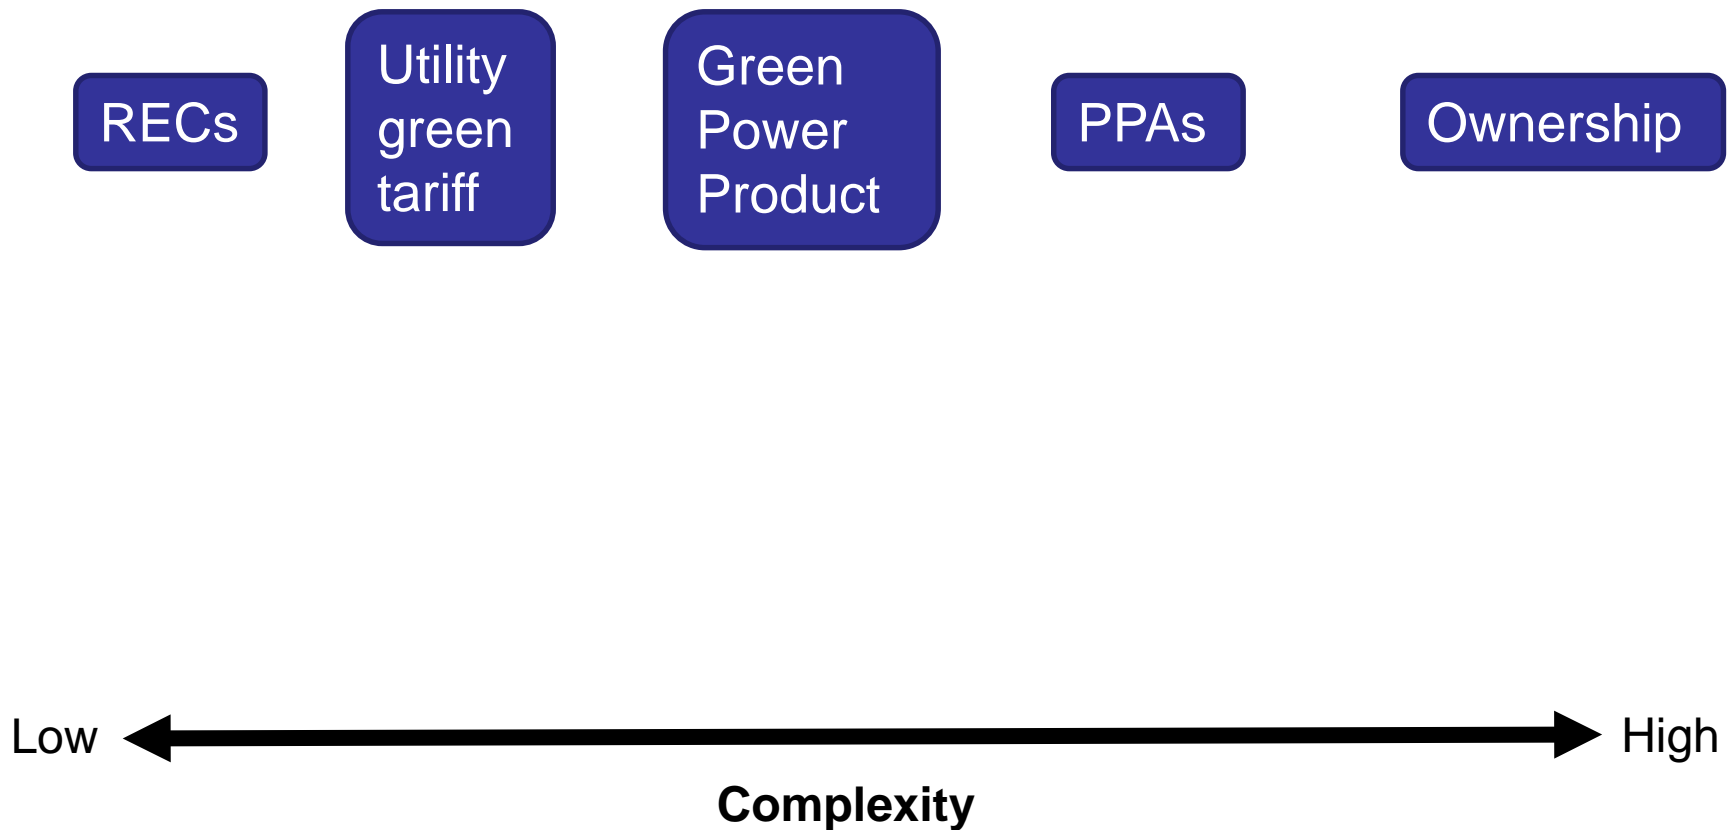 RECs
Utility
green
tariff
Green
Power
Product
PPAs
Ownership
Low
High
Complexity